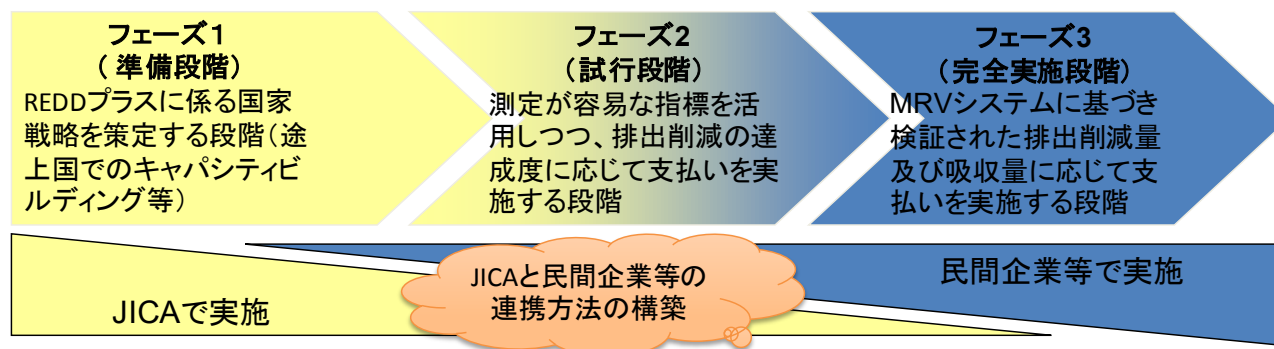 フェーズ１
（準備段階）
REDDプラスに係る国家
戦略を策定する段階（途
上国でのキャパシティビ
ルディング等）
フェーズ2
（試行段階）
測定が容易な指標を活
用しつつ、排出削減の達
成度に応じて支払いを実
施する段階
フェーズ3
（完全実施段階）
MRVシステムに基づき
検証された排出削減量
及び吸収量に応じて支
払いを実施する段階
JICAで実施
JICAと民間企業等の
連携方法の構築
民間企業等で実施